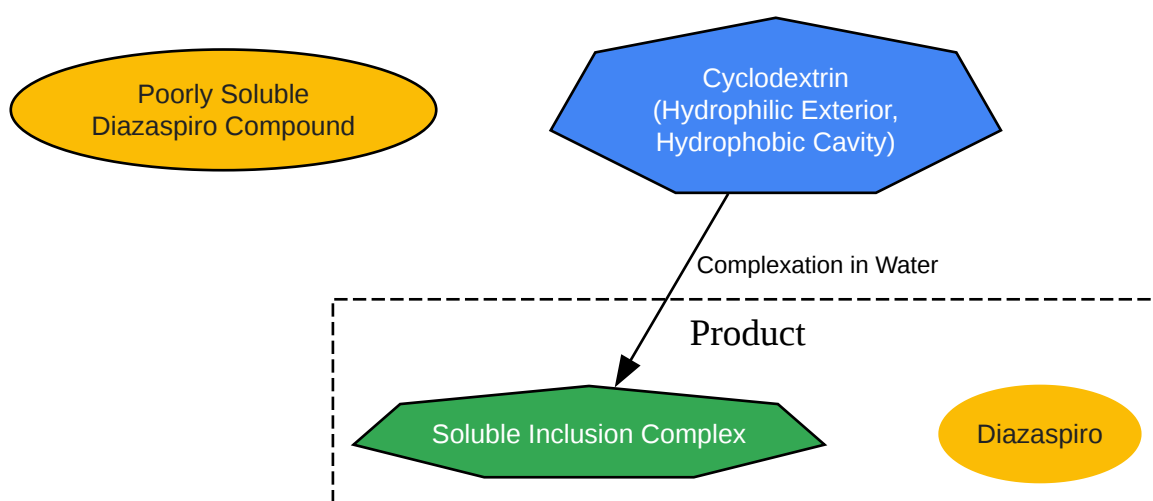 Poorly Soluble
Diazaspiro Compound
Cyclodextrin
(Hydrophilic Exterior,
Hydrophobic Cavity)
Complexation in Water
Product
Soluble Inclusion Complex
Diazaspiro